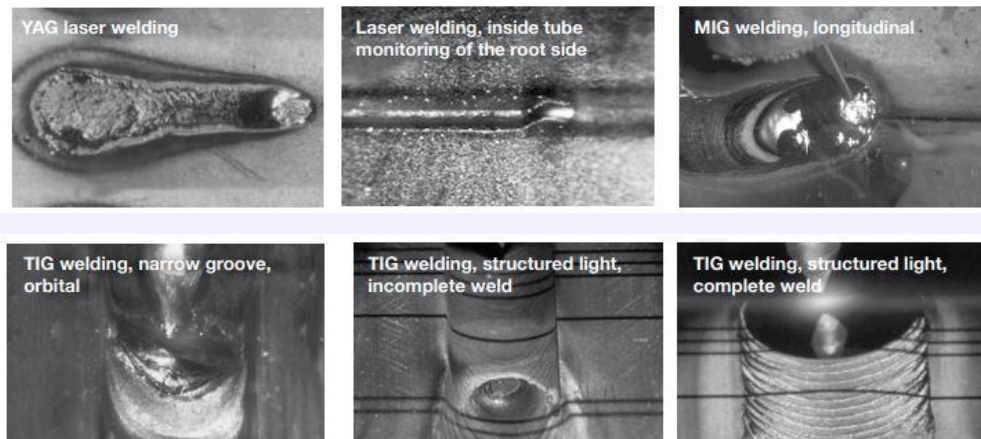 YAG laser welding
Laser welding, inside tube
monitoring of the root side
MIG welding, longitudinal
TIG welding, narrow groove,
orbital
TIG welding, structured light,
incomplete weld
TIG welding, structured light,
complete weld